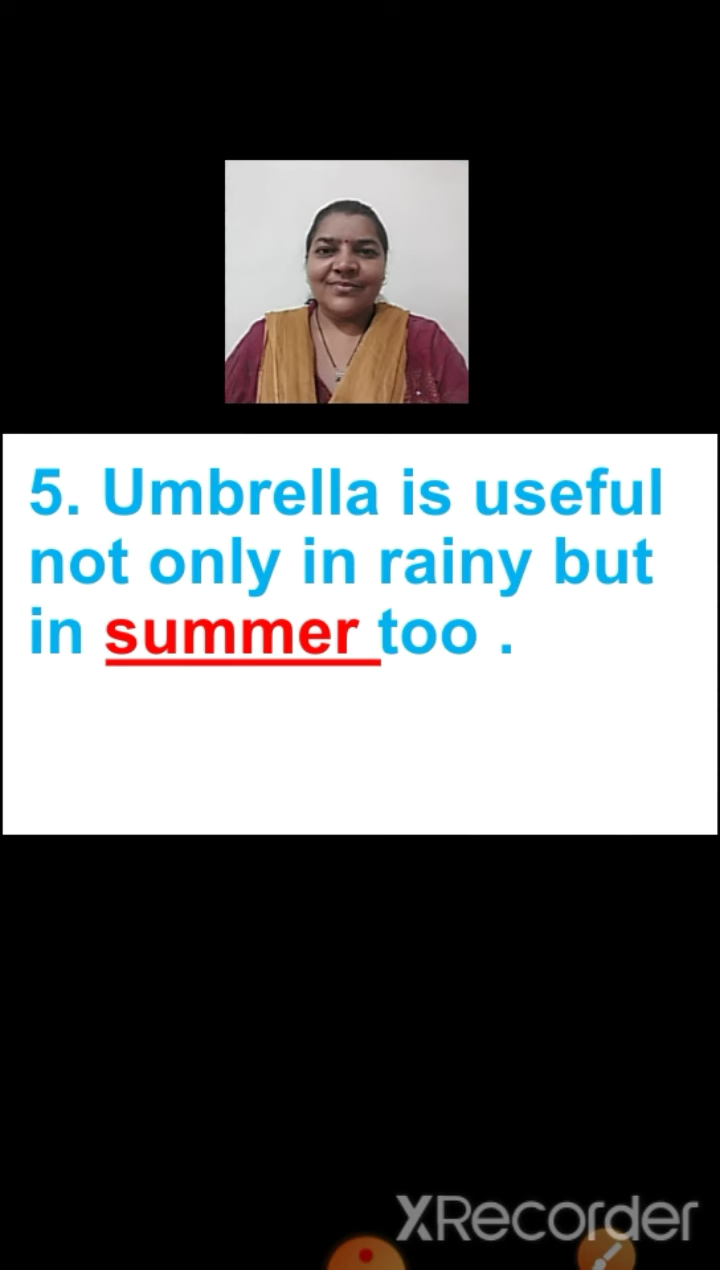 5. Umbrella is useful
not only in rainy but
in summer too .
XRecorder